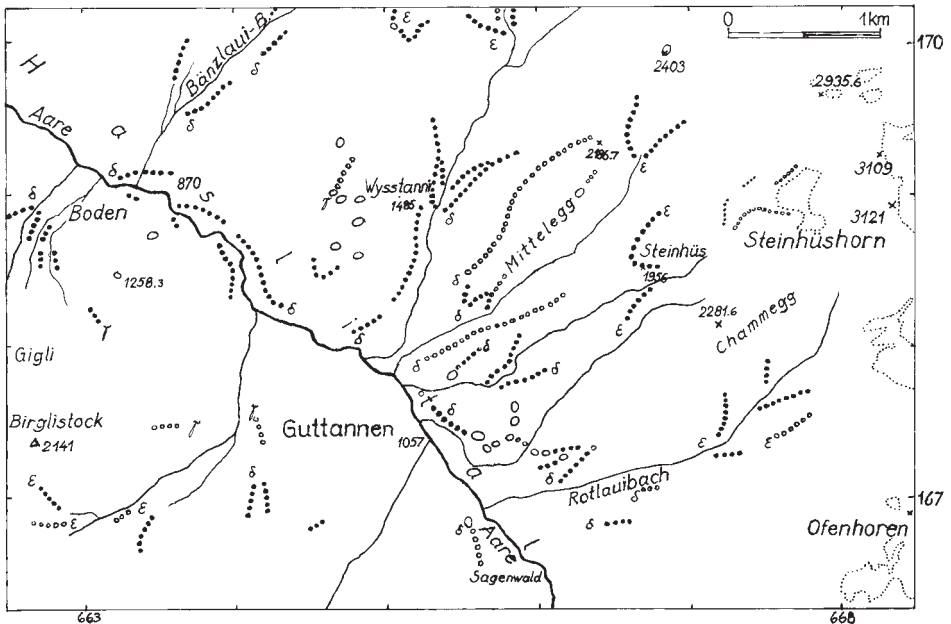 0 1km
170
ε
ε
Bänzlaui-B.
δ
2403
2935.6
H
Aare
a
δ
2186.7
ε
3109
δ
870
s
γ
Wysstann
1485
δ
Mittelegg
ε
3121
Boden
Steinhüs
Steinhüshorn
1956
1258.3
l
δ
δ
2281.6
Chammegg
ε
i
δ
γ
Gigli
δ
δ
t
δ
Birglistock
2141
γ
γ
Guttannen
1057
ε
a
δ
Rotlauibach
δ
ε
δ
167
ε
ε
δ
δ
Ofenhoren
Aare
Sagenwald
663
668